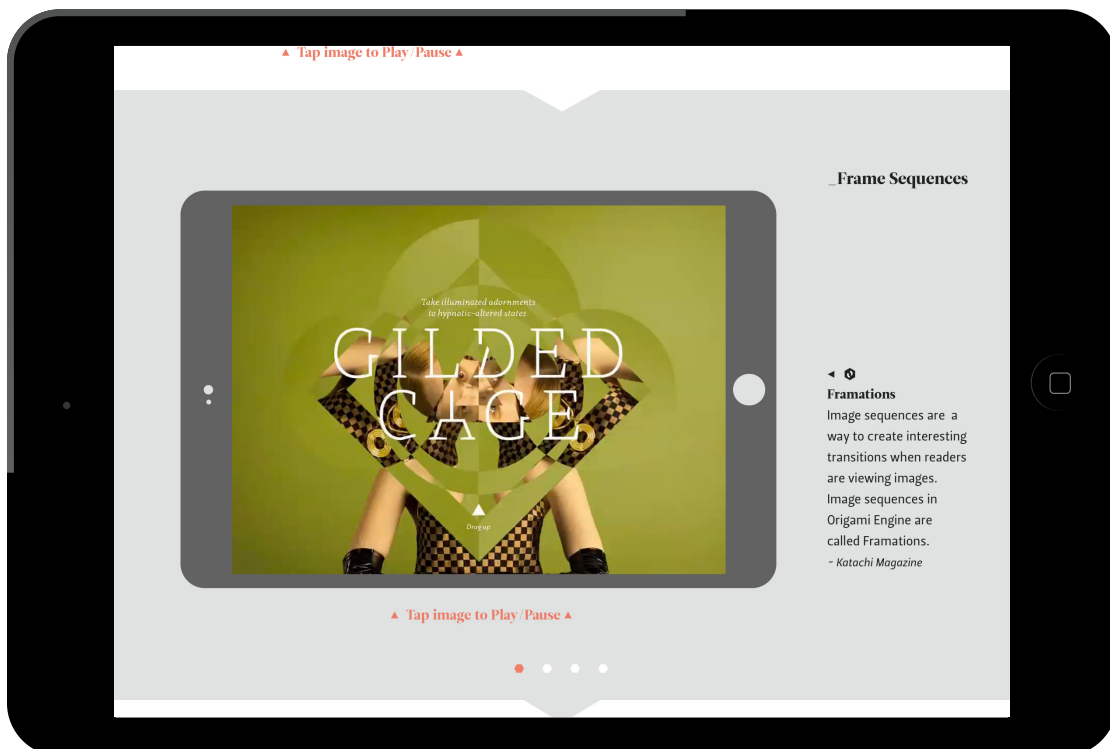 ▲ Tap image to Play/Pause ▲
_Frame Sequences
Take illuminated adornments
to hypnotic-altered states
GILDED
CAGE
Drag up
Framations
Image sequences are a
way to create interesting
transitions when readers
are viewing images.
Image sequences in
Origami Engine are
called Framations.
- Katachi Magazine
▲ Tap image to Play/Pause ▲